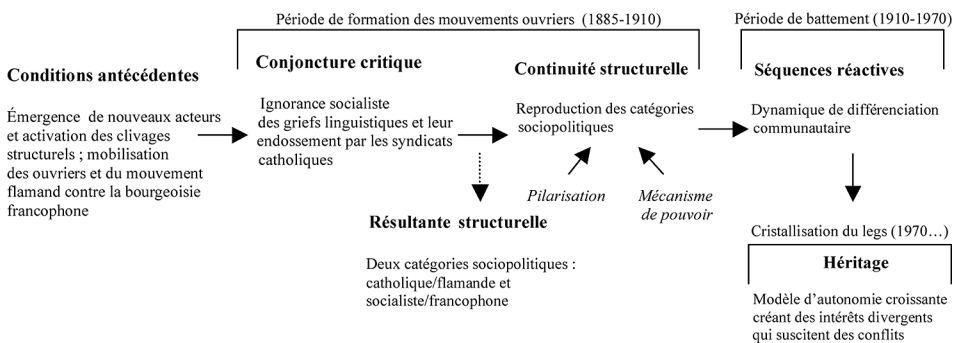 Période de formation des mouvements ouvriers (1885-1910)
Période de battement (1910-1970)
Conditions antécédentes
Émergence de nouveaux acteurs
et activation des clivages
structurels ; mobilisation
des ouvriers et du mouvement
flamand contre la bourgeoisie
francophone
Conjoncture critique
Ignorance socialiste
des griefs linguistiques et leur
endossement par les syndicats
catholiques
Résultante structurelle
Deux catégories sociopolitiques :
catholique/flamande et
socialiste/francophone
Continuité structurelle
Reproduction des catégories
sociopolitiques
Pilarisation
Mécanisme
de pouvoir
Séquences réactives
Dynamique de différenciation
communautaire
Cristallisation du legs (1970…)
Héritage
Modèle d’autonomie croissante
créant des intérêts divergents
qui suscitent des conflits